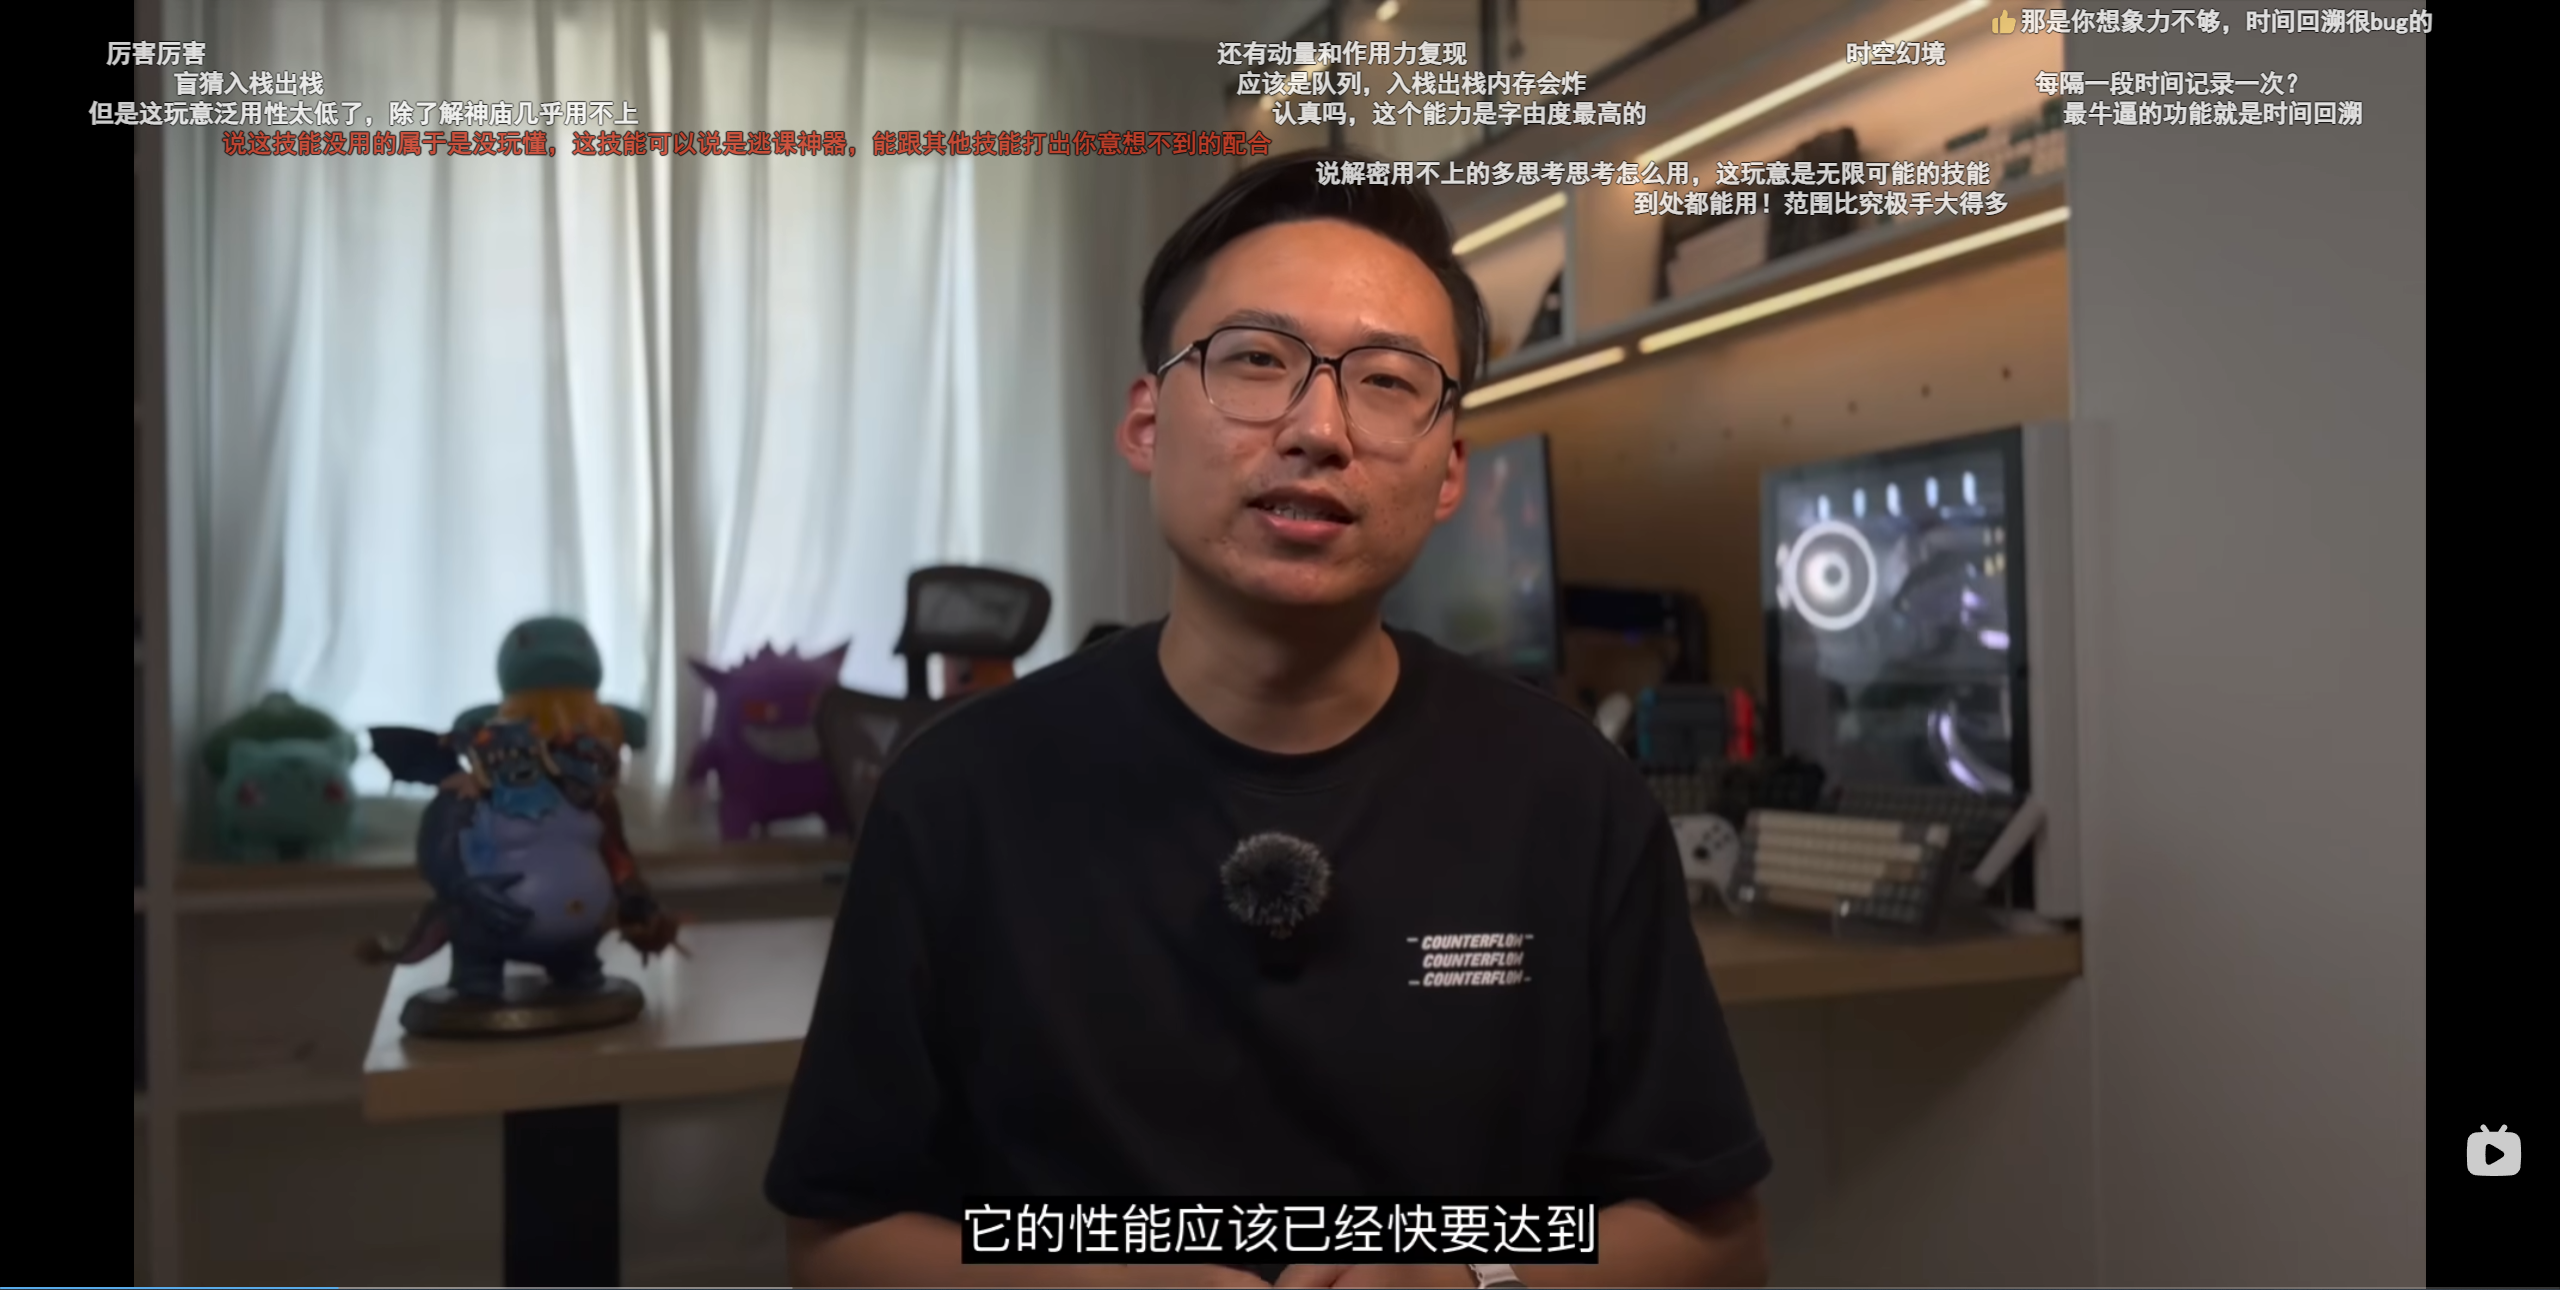 👍那是你想象力不够，时间回溯很bug的
厉害厉害
还有动量和作用力复现
时空幻境
盲猜入栈出栈
应该是队列，入栈出栈内存会炸
每隔一段时间记录一次？
但是这玩意泛用性太低了，除了解神庙几乎用不上
认真吗，这个能力是字由度最高的
最牛逼的功能就是时间回溯
说这技能没用的属于是没玩懂，这技能可以说是逃课神器，能跟其他技能打出你意想不到的配合
说解密用不上的多思考思考怎么用，这玩意是无限可能的技能
到处都能用！范围比究极手大得多
COUNTERFLOW
COUNTERFLOW
COUNTERFLOW
它的性能应该已经快要达到